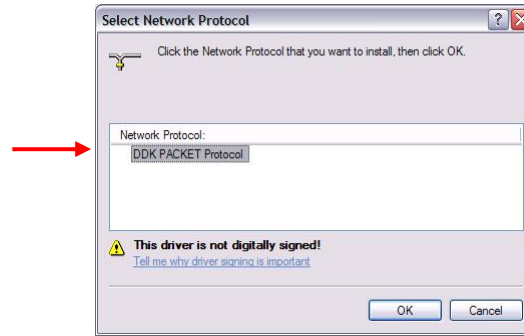 Select Network Protocol
Click the Network Protocol that you want to install, then click OK.
Network Protocol:
DDK PACKET Protocol
This driver is not digitally signed!
Tell me why driver signing is important
OK
Cancel